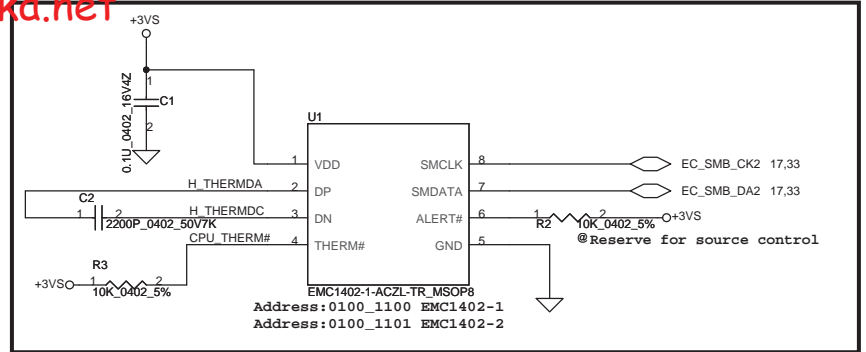 ka.net
+3VS
0.1U_0402_16V4Z
1
C1
2
U1
1 VDD SMCLK 8 EC_SMB_CK2 17,33
H_THERMDA 2 DP SMDATA 7 EC_SMB_DA2 17,33
C2
1 2 H_THERMDC 3 DN ALERT# 6 1 2 +3VS
2200P_0402_50V7K R2 10K_0402_5%
CPU_THERM# 4 THERM# GND 5 @Reserve for source control
R3
+3VS 1 2
10K_0402_5%
EMC1402-1-ACZL-TR_MSOP8
Address:0100_1100 EMC1402-1
Address:0100_1101 EMC1402-2